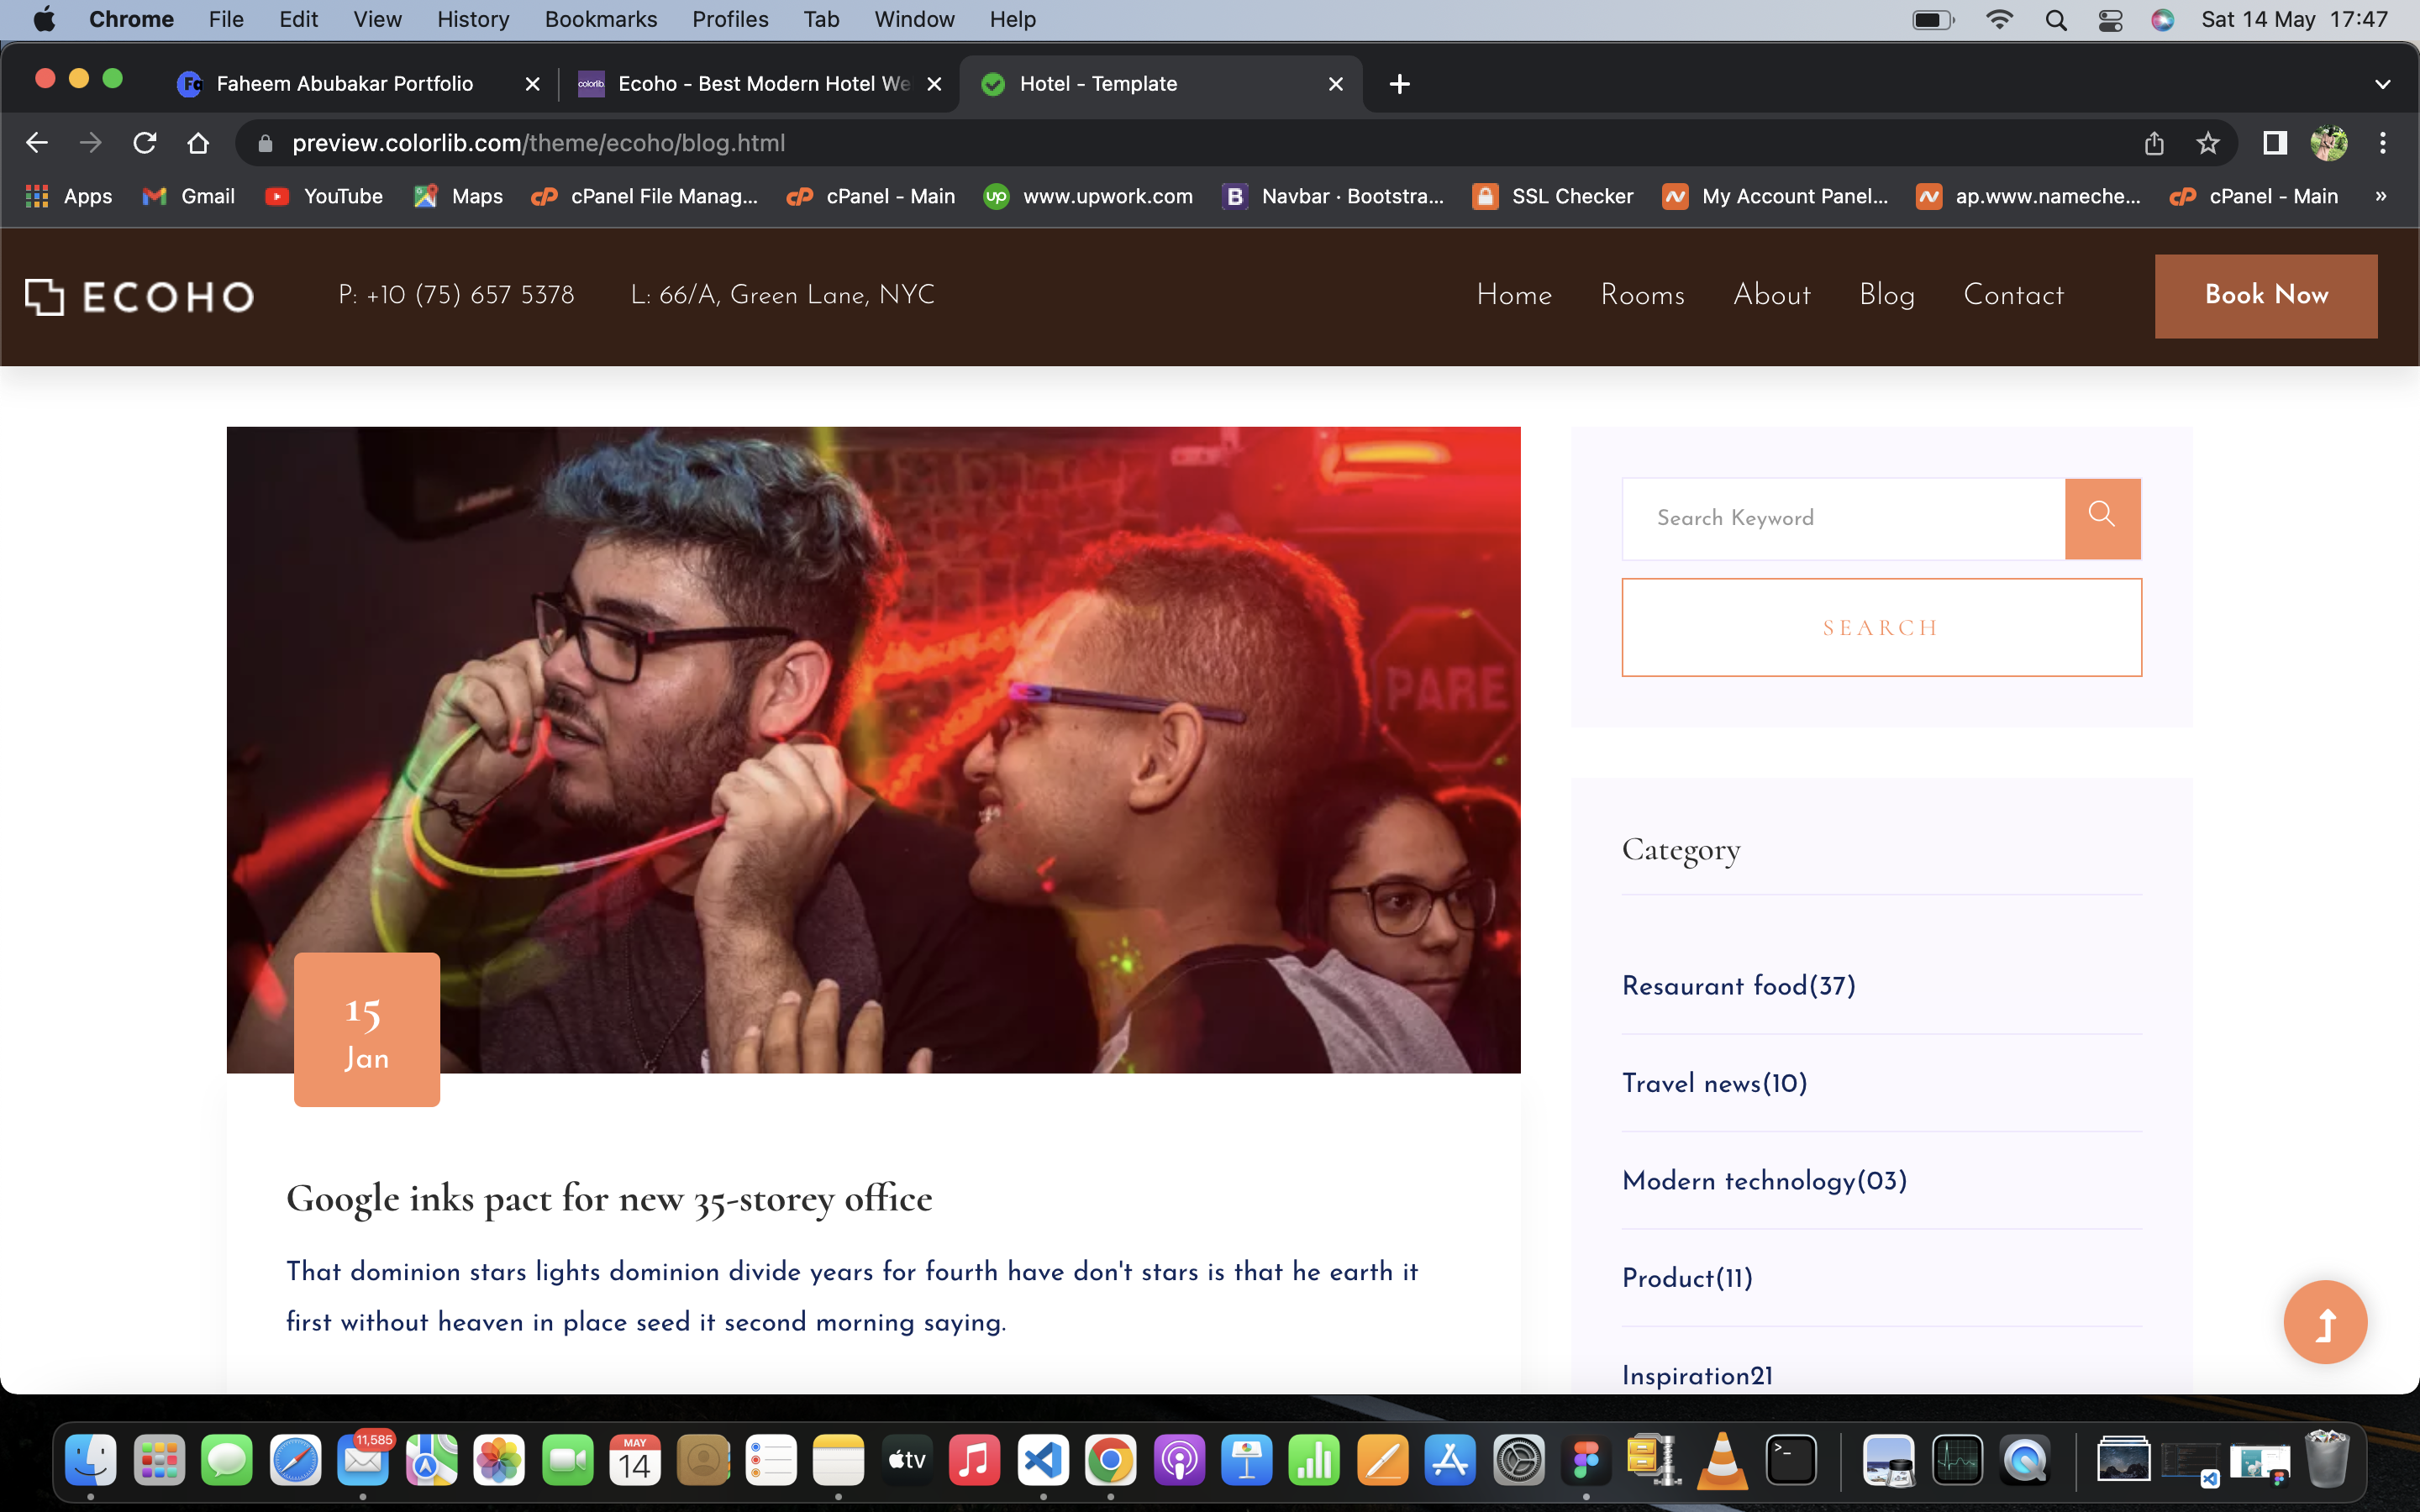 Chrome File Edit View History Bookmarks Profiles Tab Window Help Sat 14 May 17:47
Faheem Abubakar Portfolio
colorlib. Ecoho - Best Modern Hotel We
Hotel - Template
preview.colorlib.com/theme/ecoho/blog.html
Apps Gmail YouTube Maps cPanel File Manag... cPanel - Main www.upwork.com Navbar · Bootstra... SSL Checker My Account Panel... ap.www.nameche... cPanel - Main »
ECOHO P: +10 (75) 657 5378 L: 66/A, Green Lane, NYC Home Rooms About Blog Contact Book Now
PARE
15
Jan
Google inks pact for new 35-storey office
That dominion stars lights dominion divide years for fourth have don't stars is that he earth it
first without heaven in place seed it second morning saying.
Search Keyword
SEARCH
Category
Resaurant food(37)
Travel news(10)
Modern technology(03)
Product(11)
Inspiration21
11,585
MAY
14
tv